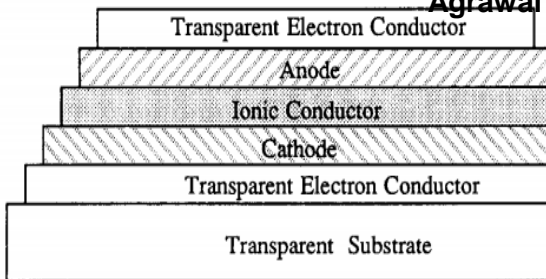 Agrawal
Transparent Electron Conductor
Anode
Ionic Conductor
Cathode
Transparent Electron Conductor
Transparent Substrate